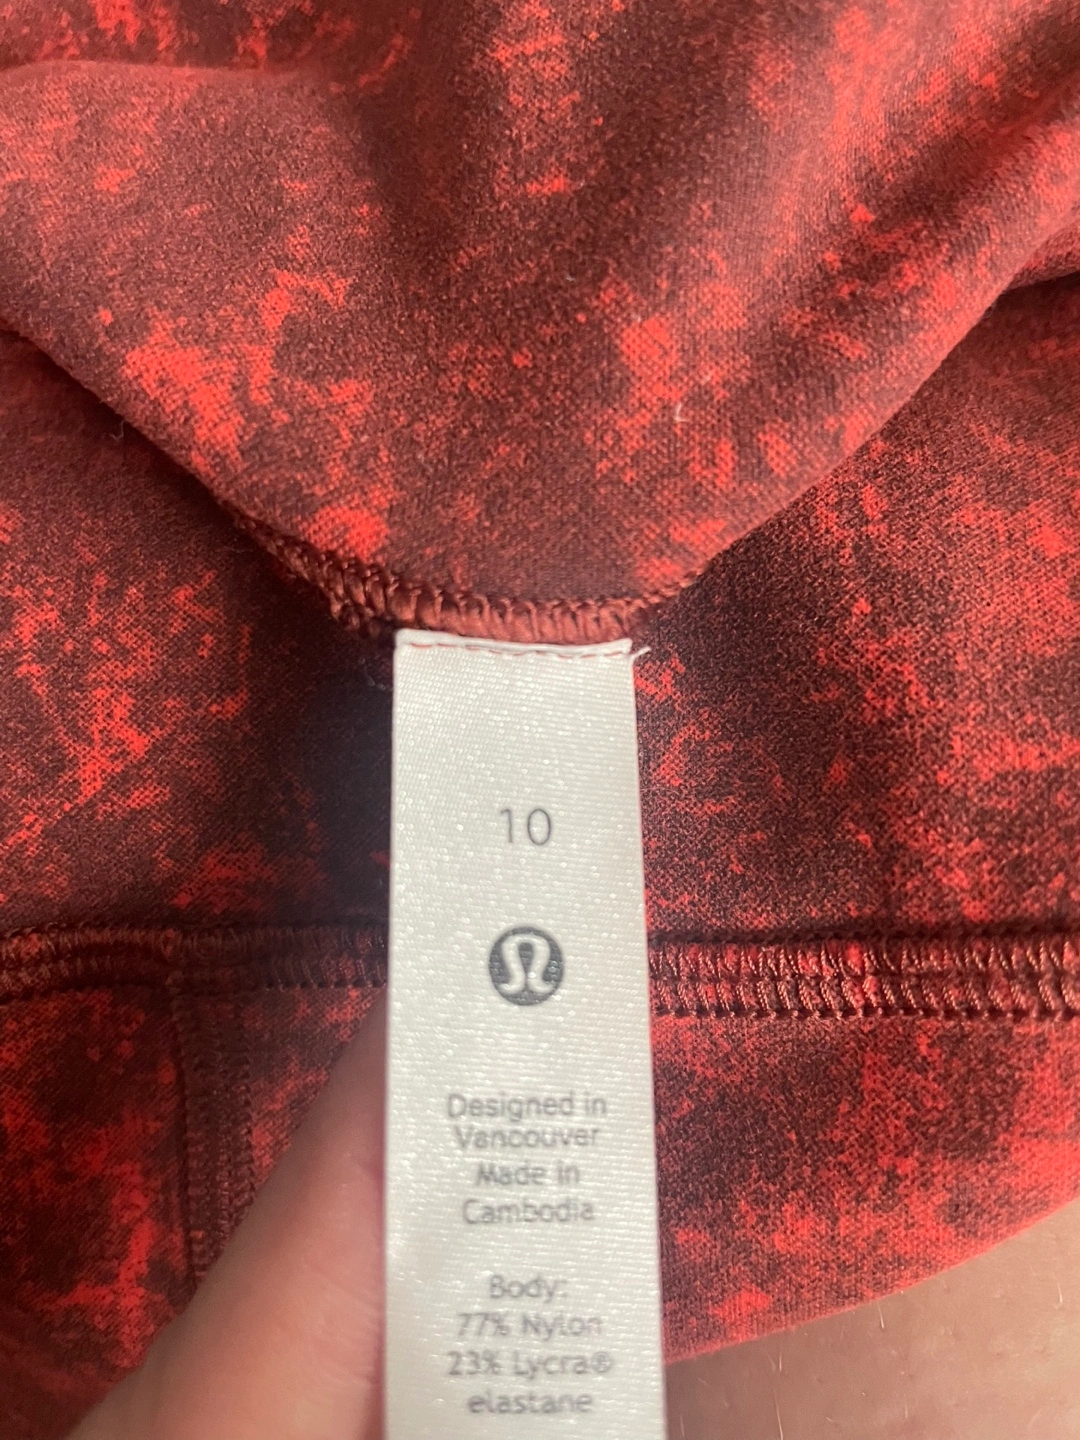 10
Designed in
Vancouver
Made in
Cambodia
Body:
77% Nylon
23% Lycra®
elastane